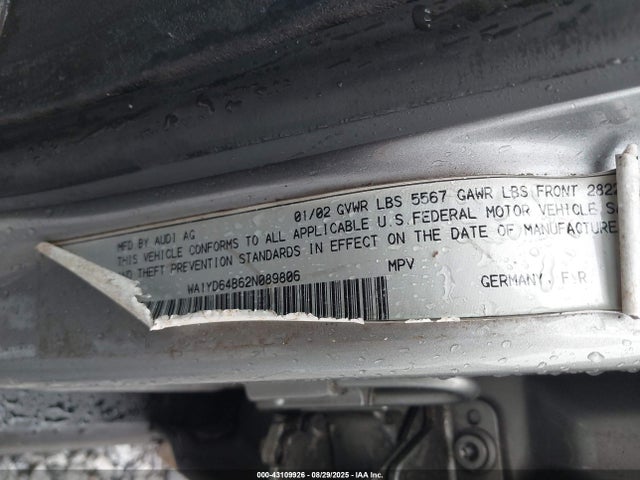 MFD BY AUDI AG 01/02 GVWR LBS 5567 GAWR LBS FRONT 2822
THIS VEHICLE CONFORMS TO ALL APPLICABLE U.S.FEDERAL MOTOR VEHICLE
AND THEFT PREVENTION STANDARDS IN EFFECT ON THE DATE OF MANUFACTURE
WA1YD64B62N089806 MPV GERMANY,
000-43109926 - 08/29/2025 - IAA Inc.